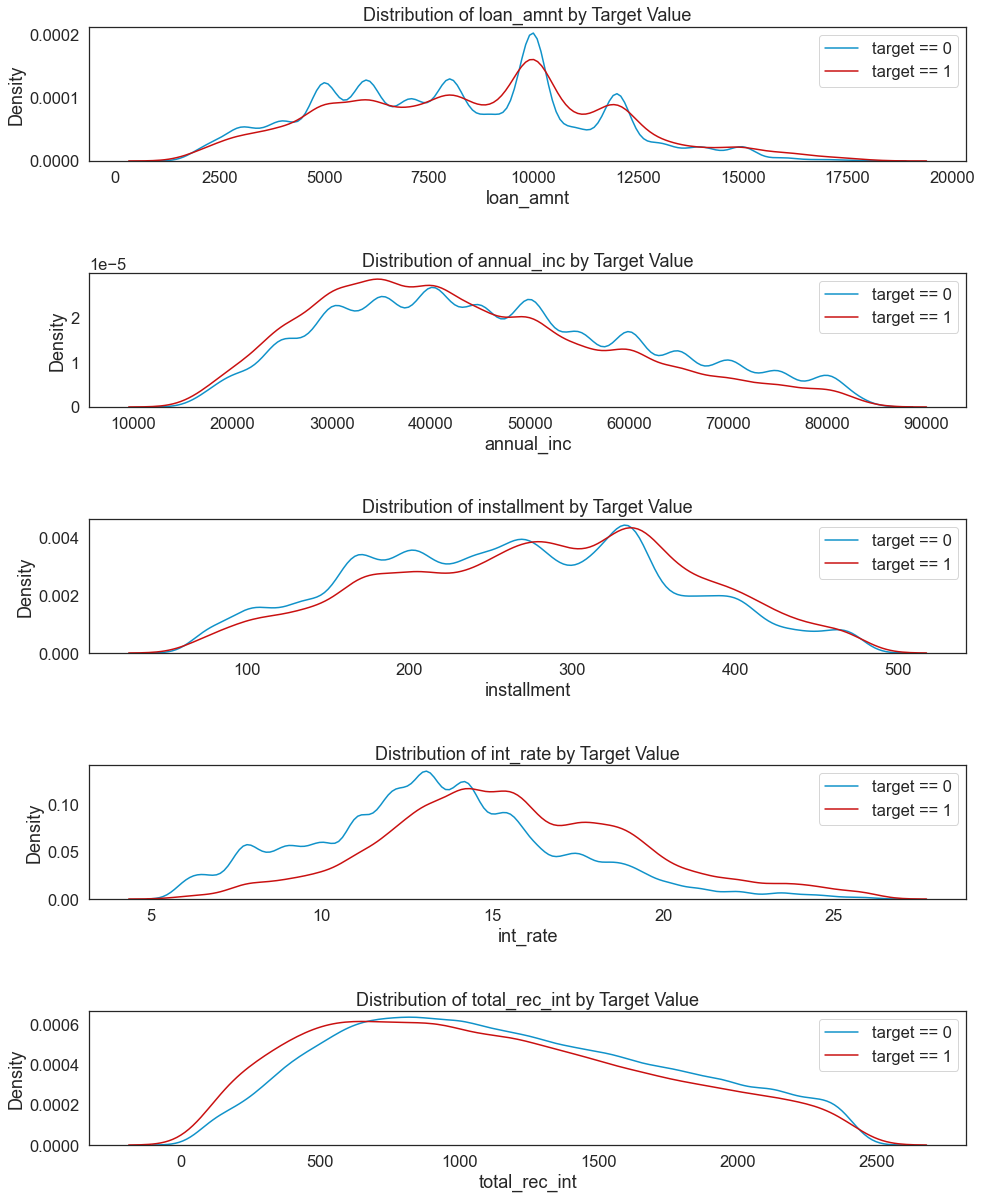 Distribution of loan_amnt by Target Value
0.0002
0.0001
0.0000
Density
target == 0
target == 1
0 2500 5000 7500 10000 12500 15000 17500 20000
loan_amnt
Distribution of annual_inc by Target Value
1e−5
2
1
0
Density
target == 0
target == 1
10000 20000 30000 40000 50000 60000 70000 80000 90000
annual_inc
Distribution of installment by Target Value
0.004
0.002
0.000
Density
target == 0
target == 1
100 200 300 400 500
installment
Distribution of int_rate by Target Value
0.10
0.05
0.00
Density
target == 0
target == 1
5 10 15 20 25
int_rate
Distribution of total_rec_int by Target Value
0.0006
0.0004
0.0002
0.0000
Density
target == 0
target == 1
0 500 1000 1500 2000 2500
total_rec_int